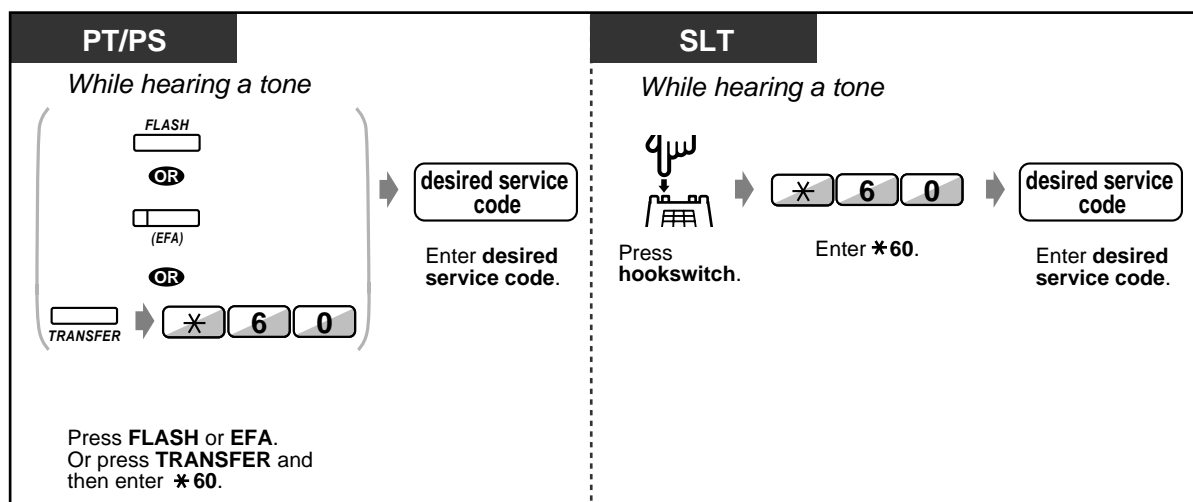 PT/PS
While hearing a tone
FLASH
OR
(EFA)
OR
TRANSFER
* 6 0
desired service
code
Enter desired
service code.
Press FLASH or EFA.
Or press TRANSFER and
then enter *60.
SLT
While hearing a tone
Press
hookswitch.
* 6 0
Enter *60.
desired service
code
Enter desired
service code.